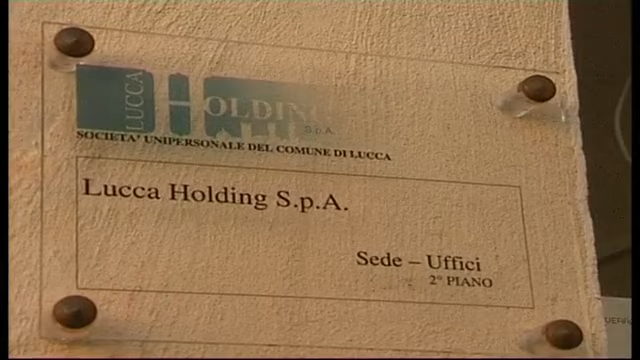 LUCCA
HOLDING
S.p.A.
SOCIETA' UNIPERSONALE DEL COMUNE DI LUCCA
Lucca Holding S.p.A.
Sede – Uffici
2° PIANO